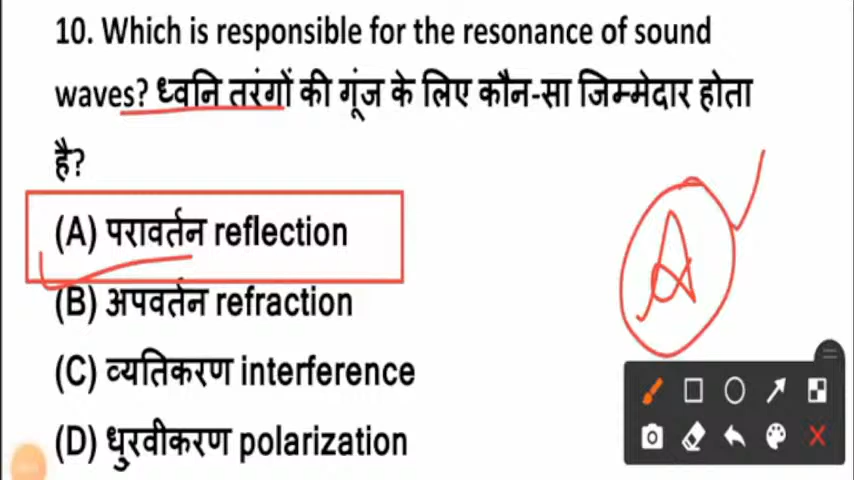 10. Which is responsible for the resonance of sound
waves? ध्वनि तरंगों की गूंज के लिए कौन-सा जिम्मेदार होता
है?
(A) परावर्तन reflection
(B) अपवर्तन refraction
(C) व्यतिकरण interference
(D) धुरवीकरण polarization
A